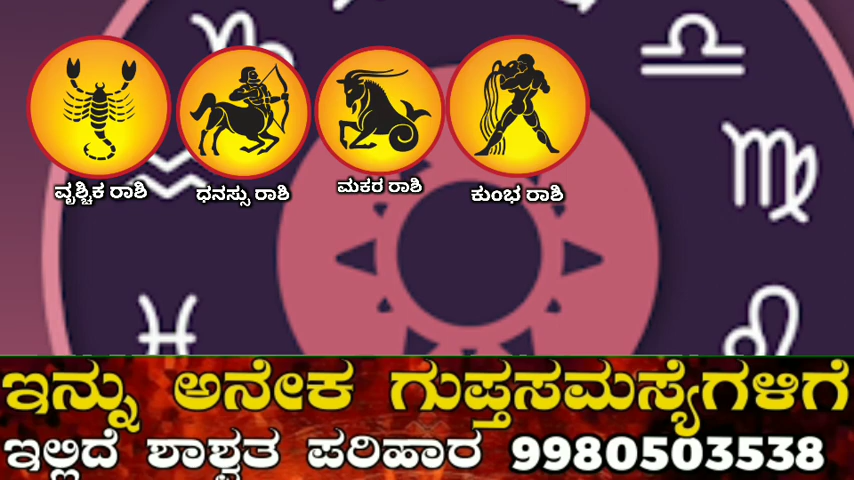 ವೃಶ್ಚಿಕ ರಾಶಿ
ಧನಸ್ಸು ರಾಶಿ
ಮಕರ ರಾಶಿ
ಕುಂಭ ರಾಶಿ
ಇನ್ನು ಅನೇಕ ಗುಪ್ತಸಮಸ್ಯೆಗಳಿಗೆ
ಇಲ್ಲಿದೆ ಶಾಶ್ವತ ಪರಿಹಾರ 9980503538